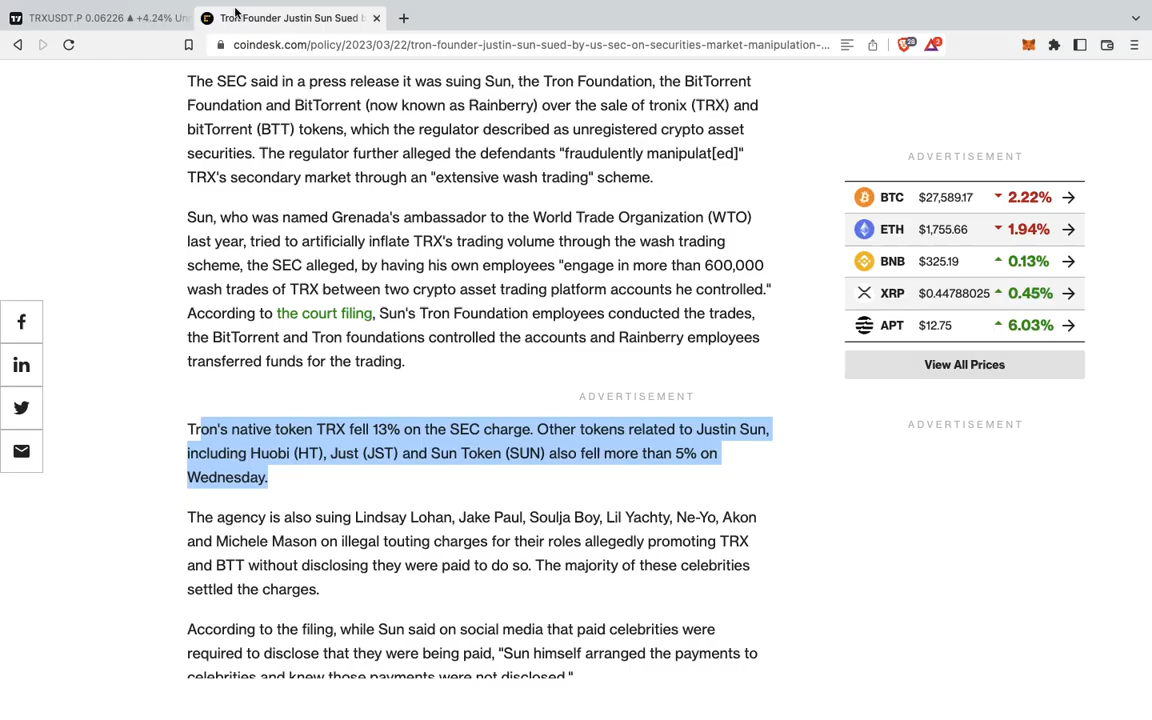 TRXUSDT.P 0.06226 ▲ +4.24% Un
Tron Founder Justin Sun Sued b
coindesk.com/policy/2023/03/22/tron-founder-justin-sun-sued-by-us-sec-on-securities-market-manipulation-...
The SEC said in a press release it was suing Sun, the Tron Foundation, the BitTorrent
Foundation and BitTorrent (now known as Rainberry) over the sale of tronix (TRX) and
bitTorrent (BTT) tokens, which the regulator described as unregistered crypto asset
securities. The regulator further alleged the defendants "fraudulently manipulat[ed]"
TRX's secondary market through an "extensive wash trading" scheme.
Sun, who was named Grenada's ambassador to the World Trade Organization (WTO)
last year, tried to artificially inflate TRX's trading volume through the wash trading
scheme, the SEC alleged, by having his own employees "engage in more than 600,000
wash trades of TRX between two crypto asset trading platform accounts he controlled."
According to the court filing, Sun's Tron Foundation employees conducted the trades,
the BitTorrent and Tron foundations controlled the accounts and Rainberry employees
transferred funds for the trading.
ADVERTISEMENT
Tron's native token TRX fell 13% on the SEC charge. Other tokens related to Justin Sun,
including Huobi (HT), Just (JST) and Sun Token (SUN) also fell more than 5% on
Wednesday.
The agency is also suing Lindsay Lohan, Jake Paul, Soulja Boy, Lil Yachty, Ne-Yo, Akon
and Michele Mason on illegal touting charges for their roles allegedly promoting TRX
and BTT without disclosing they were paid to do so. The majority of these celebrities
settled the charges.
According to the filing, while Sun said on social media that paid celebrities were
required to disclose that they were being paid, "Sun himself arranged the payments to
celebrities and knew those payments were not disclosed."
ADVERTISEMENT
BTC $27,589.17 2.22%
ETH $1,755.66 1.94%
BNB $325.19 0.13%
XRP $0.44788025 0.45%
APT $12.75 6.03%
View All Prices
ADVERTISEMENT